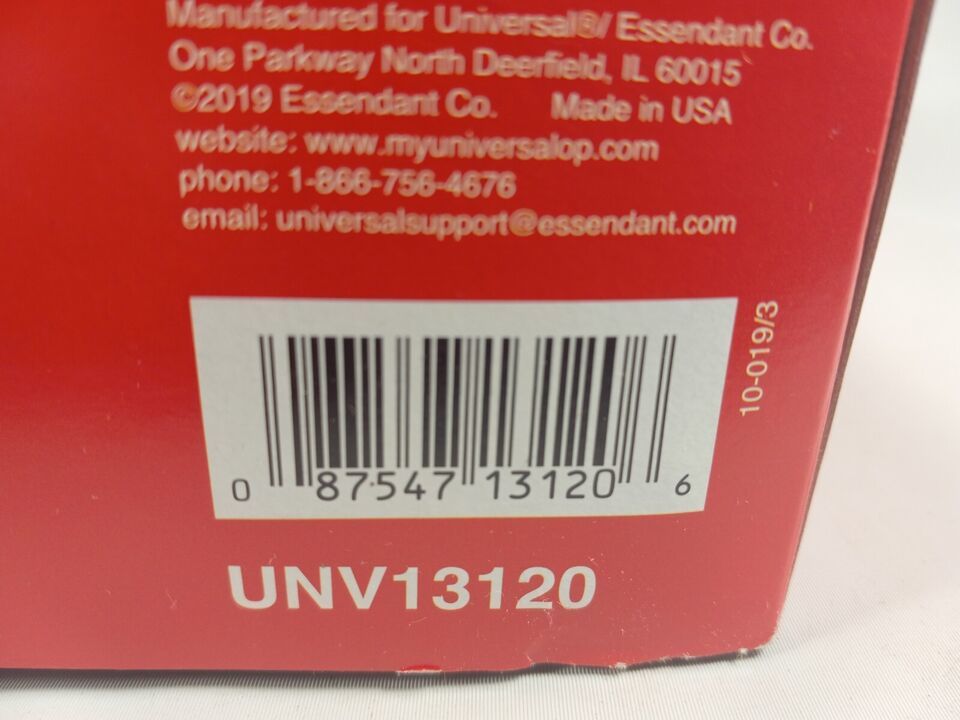 Manufactured for Universal®/ Essendant Co.
One Parkway North Deerfield, IL 60015
©2019 Essendant Co. Made in USA
website: www.myuniversalop.com
phone: 1-866-756-4676
email: universalsupport@essendant.com
10-019/3
0 87547 13120 6
UNV13120